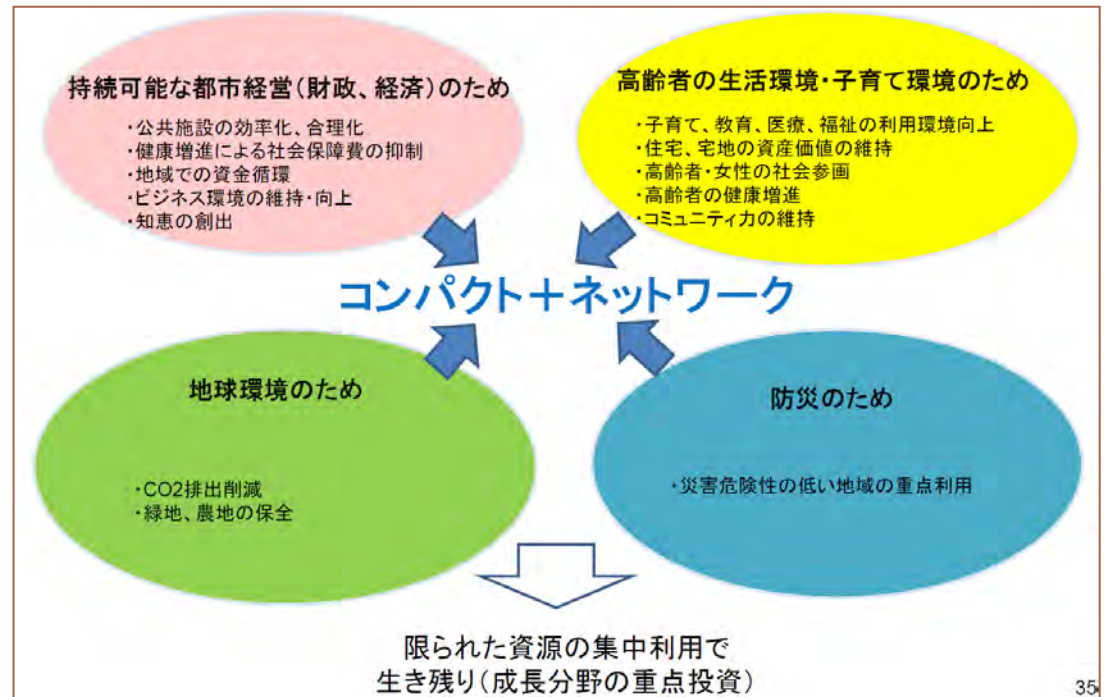 持続可能な都市経営(財政、経済)のため
・公共施設の効率化、合理化
・健康増進による社会保障費の抑制
・地域での資金循環
・ビジネス環境の維持・向上
・知恵の創出
高齢者の生活環境・子育て環境のため
・子育て、教育、医療、福祉の利用環境向上
・住宅、宅地の資産価値の維持
・高齢者・女性の社会参画
・高齢者の健康増進
・コミュニティ力の維持
コンパクト+ネットワーク
地球環境のため
・CO2排出削減
・緑地、農地の保全
防災のため
・災害危険性の低い地域の重点利用
限られた資源の集中利用で
生き残り(成長分野の重点投資)
35